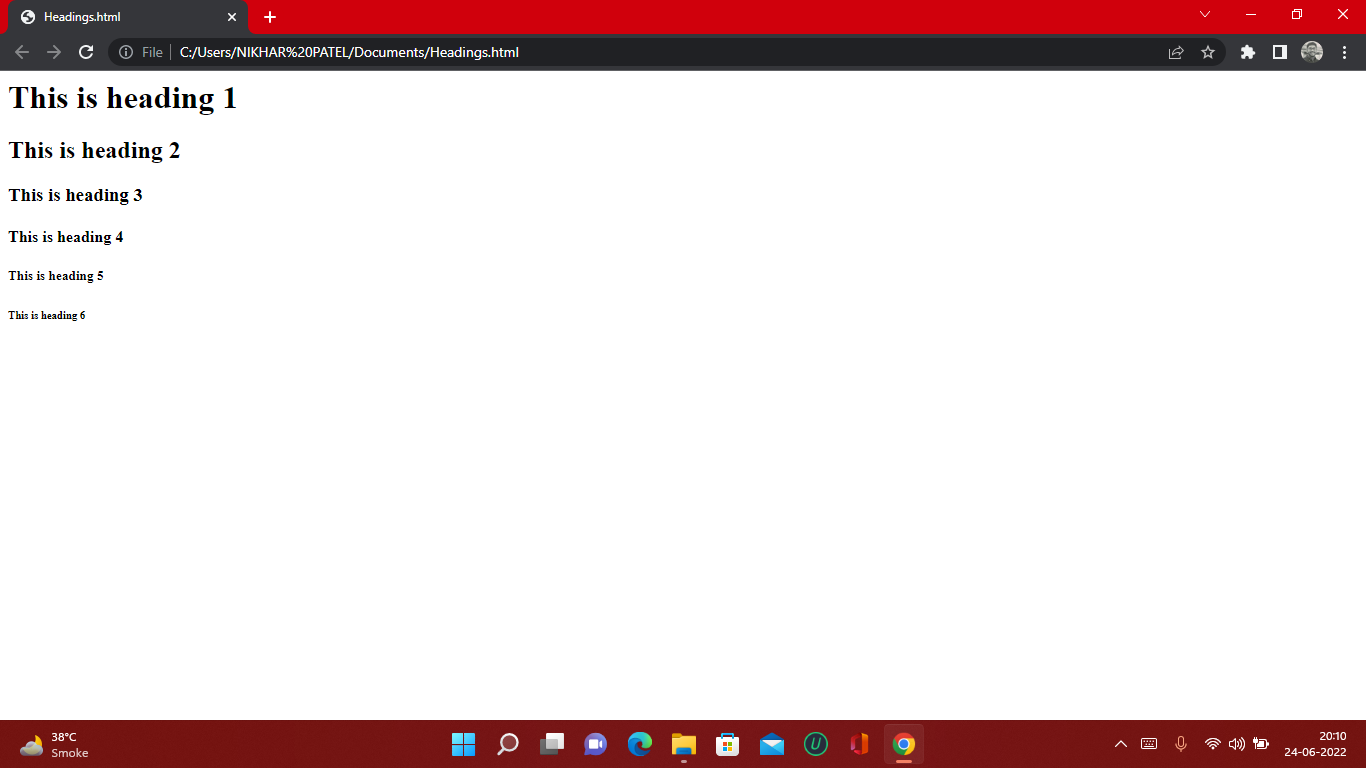 Headings.html
File C:/Users/NIKHAR%20PATEL/Documents/Headings.html
This is heading 1
This is heading 2
This is heading 3
This is heading 4
This is heading 5
This is heading 6
38°C
Smoke
U
20:10
24-06-2022